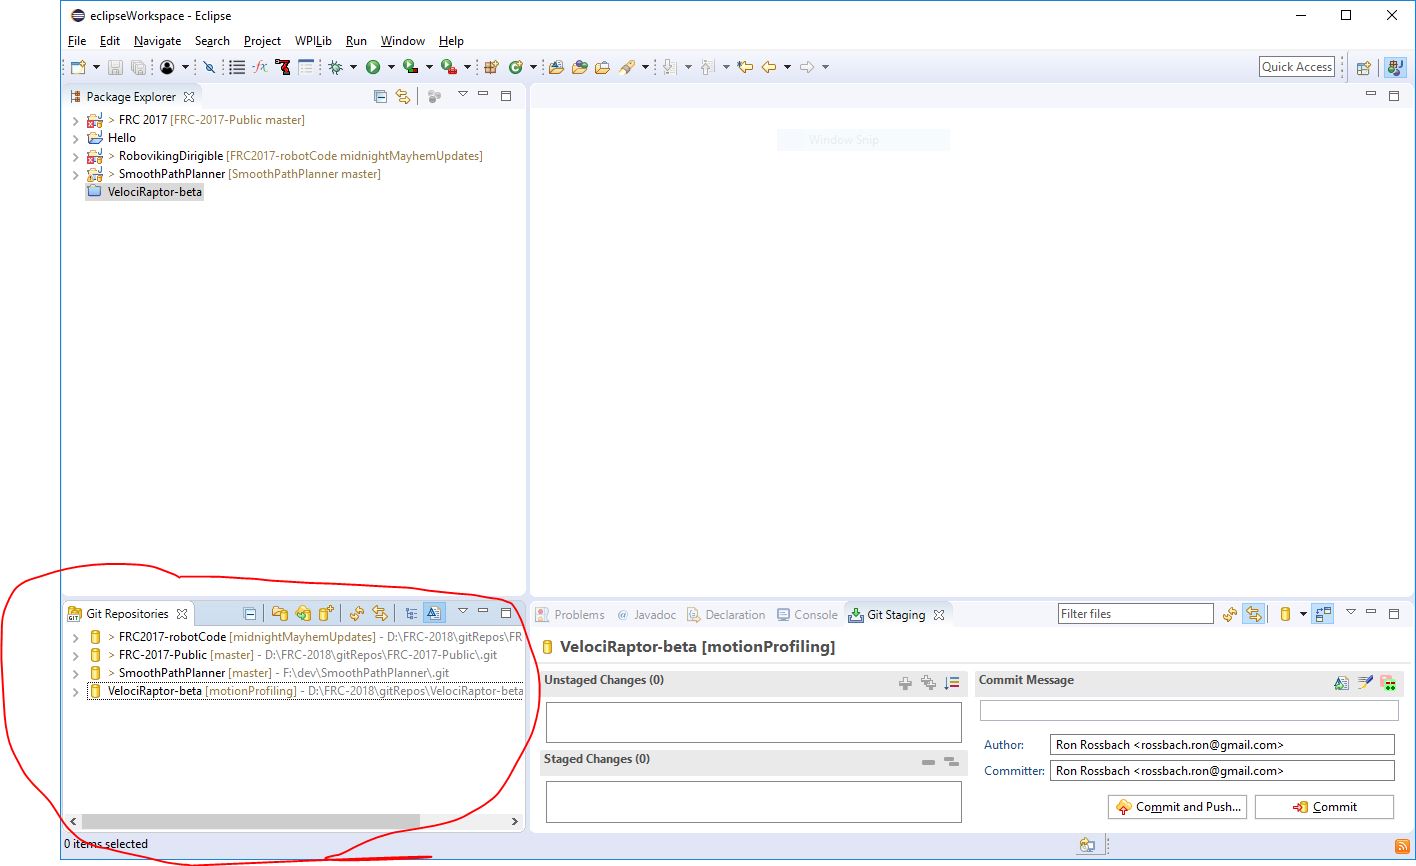 eclipseWorkspace - Eclipse
File Edit Navigate Search Project WPILib Run Window Help
Quick Access
Package Explorer
> FRC 2017 [FRC-2017-Public master]
Hello
> RobovikingDirigible [FRC2017-robotCode midnightMayhemUpdates]
> SmoothPathPlanner [SmoothPathPlanner master]
VelociRaptor-beta
Window Snip
Git Repositories
> FRC2017-robotCode [midnightMayhemUpdates] - D:\FRC-2018\gitRepos\FR
> FRC-2017-Public [master] - D:\FRC-2018\gitRepos\FRC-2017-Public\.git
> SmoothPathPlanner [master] - F:\dev\SmoothPathPlanner\.git
VelociRaptor-beta [motionProfiling] - D:\FRC-2018\gitRepos\VelociRaptor-beta
0 items selected
Problems @ Javadoc Declaration Console Git Staging
Filter files
VelociRaptor-beta [motionProfiling]
Unstaged Changes (0)
Staged Changes (0)
Commit Message
Author: Ron Rossbach <rossbach.ron@gmail.com>
Committer: Ron Rossbach <rossbach.ron@gmail.com>
Commit and Push... Commit